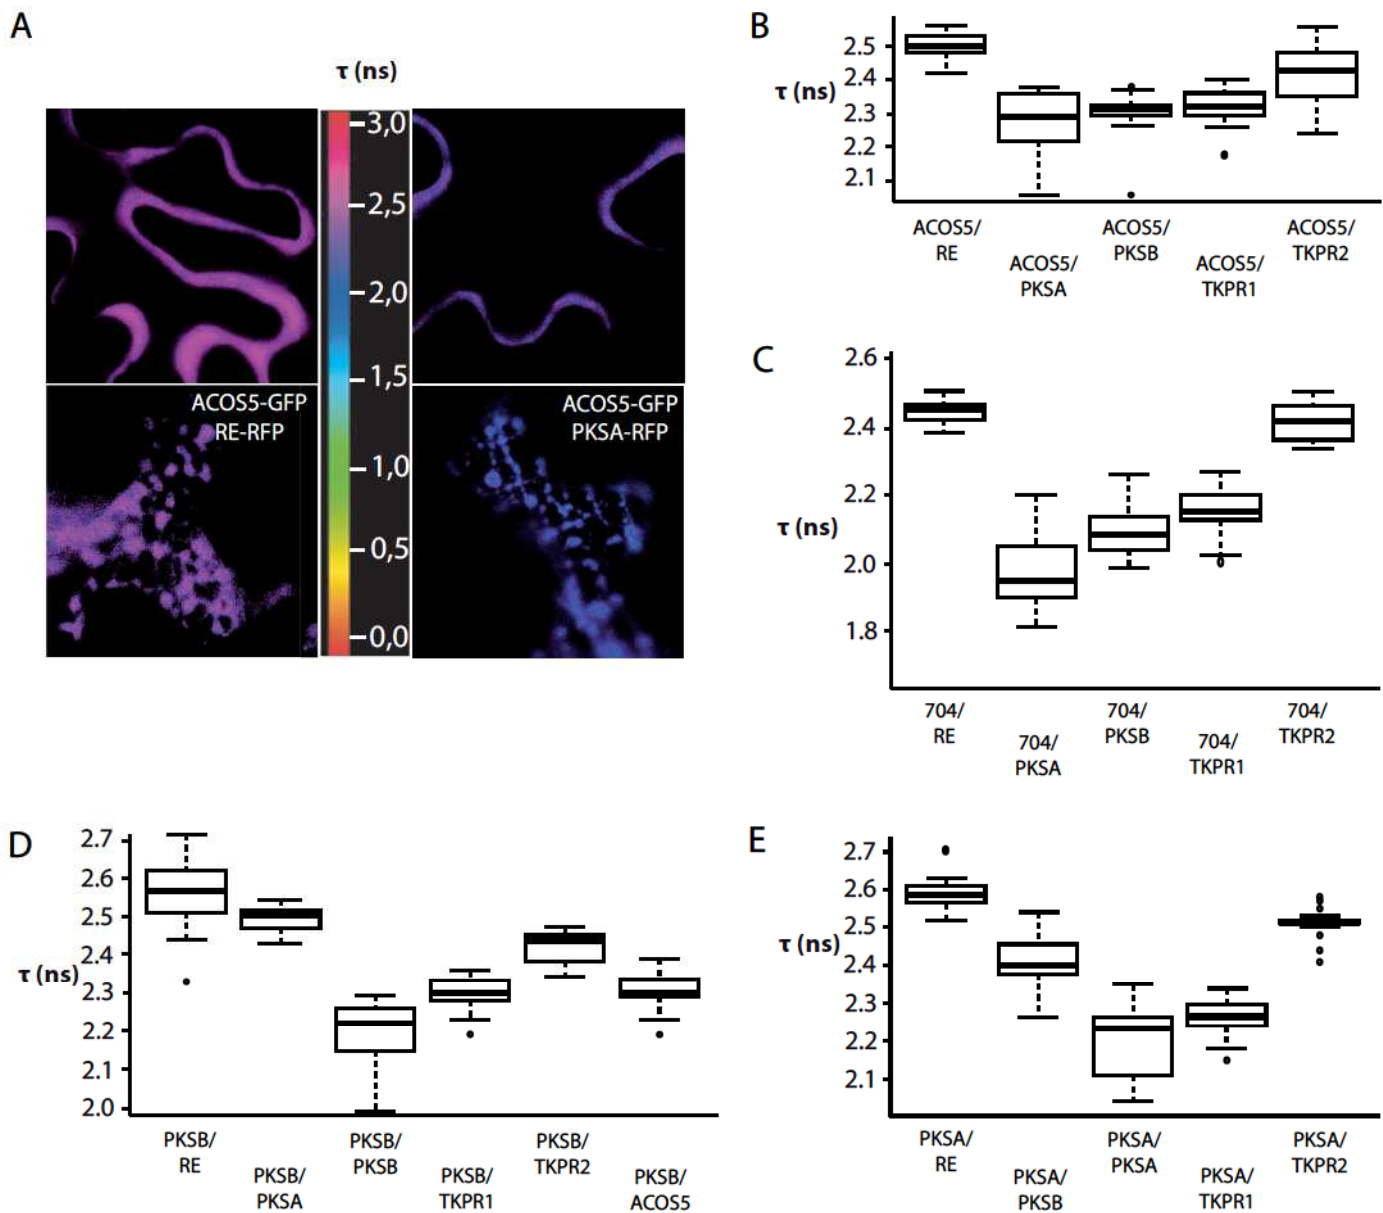 A
τ (ns)
3,0
2,5
2,0
1,5
1,0
0,5
0,0
ACOS5-GFP
RE-RFP
ACOS5-GFP
PKSA-RFP
B
τ (ns)
2.5
2.4
2.3
2.2
2.1
ACOS5/
RE
ACOS5/
PKSA
ACOS5/
PKSB
ACOS5/
TKPR1
ACOS5/
TKPR2
C
τ (ns)
2.6
2.4
2.2
2.0
1.8
704/
RE
704/
PKSA
704/
PKSB
704/
TKPR1
704/
TKPR2
D
τ (ns)
2.7
2.6
2.5
2.4
2.3
2.2
2.1
2.0
PKSB/
RE
PKSB/
PKSA
PKSB/
PKSB
PKSB/
TKPR1
PKSB/
TKPR2
PKSB/
ACOS5
E
τ (ns)
2.7
2.6
2.5
2.4
2.3
2.2
2.1
PKSA/
RE
PKSA/
PKSB
PKSA/
PKSA
PKSA/
TKPR1
PKSA/
TKPR2